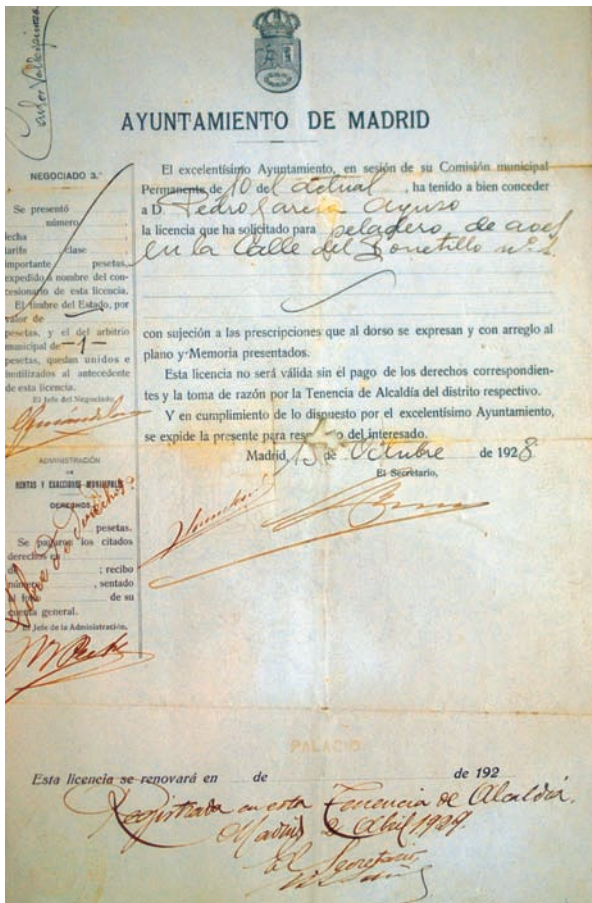 AYUNTAMIENTO DE MADRID
NEGOCIADO 3.º
Se presentó
número
fecha
tarifa clase
importante pesetas,
expedido a nombre del con-
cesionario de esta licencia.
El timbre del Estado, por
valor de
pesetas, y el del arbitrio
municipal de -1-
pesetas, quedan unidos e
inutilizados al antecedente
de esta licencia.
El Jefe del Negociado,
ADMINISTRACIÓN
DE
RENTAS Y EXACCIONES MUNICIPALES
DERECHOS
pesetas.
Libre de derechos
Se pagaron los citados
derechos en
de ; recibo
número , sentado
al folio de su
cuenta general.
El Jefe de la Administración,
El excelentísimo Ayuntamiento, en sesión de su Comisión municipal
Permanente de 10 del actual, ha tenido a bien conceder
a D. Pedro García Ayuso
la licencia que ha solicitado para peladero de aves
en la Calle del Bonetillo nº
con sujeción a las prescripciones que al dorso se expresan y con arreglo al
plano y Memoria presentados.
Esta licencia no será válida sin el pago de los derechos correspondien-
tes y la toma de razón por la Tenencia de Alcaldía del distrito respectivo.
Y en cumplimiento de lo dispuesto por el excelentísimo Ayuntamiento,
se expide la presente para del interesado.
Madrid, 13 de Octubre de 1928
El Secretario,
PALACIO
Esta licencia se renovará en de de 192
Registrada en esta Tenencia de Alcaldía.
Madrid 2 Abril 1929.
El Secretario